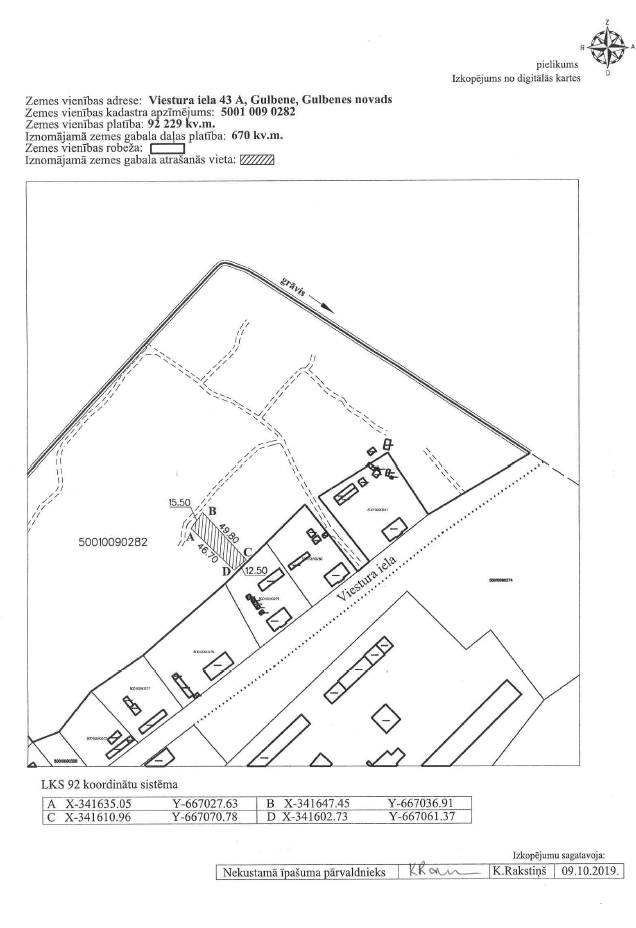 Z
R A
D
pielikums
Izkopējums no digitālās kartes
Zemes vienības adrese: Viestura iela 43 A, Gulbene, Gulbenes novads
Zemes vienības kadastra apzīmējums: 5001 009 0282
Zemes vienības platība: 92 229 kv.m.
Iznomājamā zemes gabala daļas platība: 670 kv.m.
Zemes vienības robeža:
Iznomājamā zemes gabala atrašanās vieta:
grāvis
15.50
B
49.80
A
46.70
C
D
12.50
50010090282
Viestura iela
50010090274
LKS 92 koordinātu sistēma
A X-341635.05 Y-667027.63 B X-341647.45 Y-667036.91
C X-341610.96 Y-667070.78 D X-341602.73 Y-667061.37
Izkopējumu sagatavoja:
Nekustamā īpašuma pārvaldnieks K.Rakstiņš 09.10.2019.